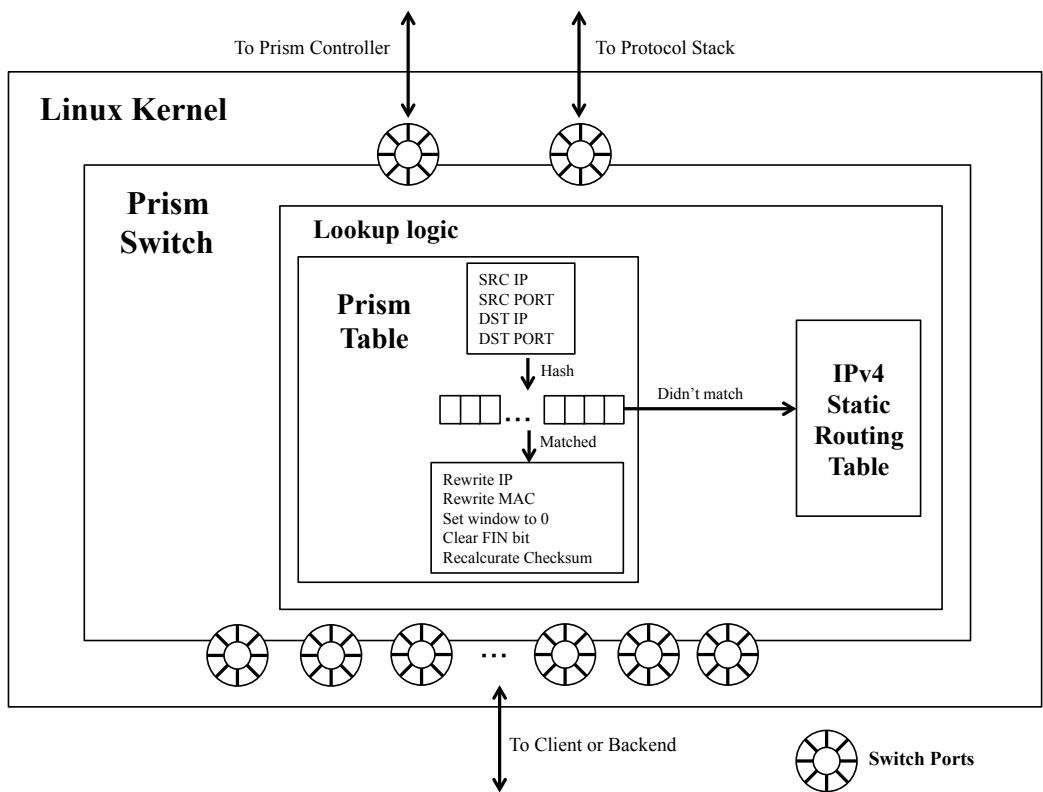 To Prism Controller
To Protocol Stack
Linux Kernel
Prism
Switch
Lookup logic
Prism
Table
SRC IP
SRC PORT
DST IP
DST PORT
Hash
...
Didn't match
Matched
Rewrite IP
Rewrite MAC
Set window to 0
Clear FIN bit
Recalcurate Checksum
IPv4
Static
Routing
Table
...
To Client or Backend
Switch Ports